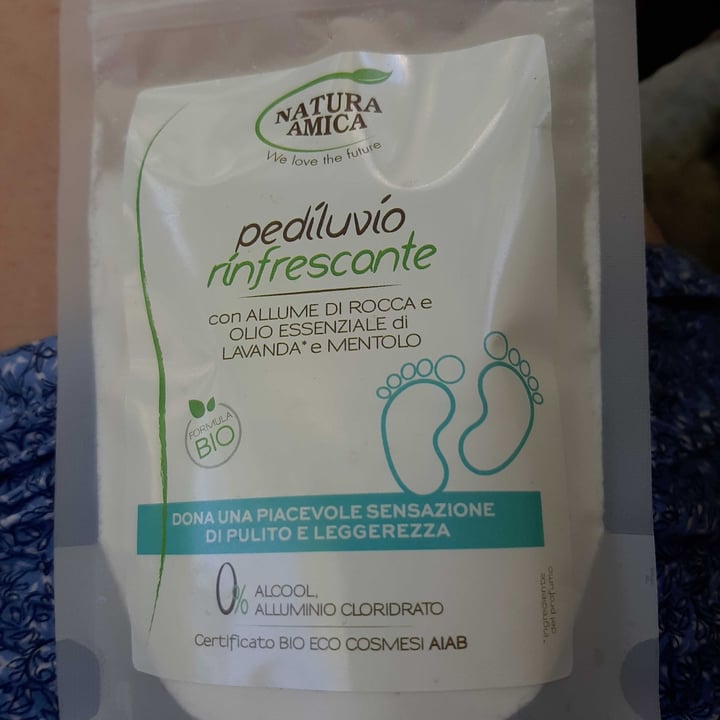 NATURA
AMICA
We love the future
pediluvio
rinfrescante
con ALLUME DI ROCCA e
OLIO ESSENZIALE di
LAVANDA* e MENTOLO
FORMULA
BIO
DONA UNA PIACEVOLE SENSAZIONE
DI PULITO E LEGGEREZZA
0% ALCOOL,
ALLUMINIO CLORIDRATO
Certificato BIO ECO COSMESI AIAB
* ingrediente
del profumo